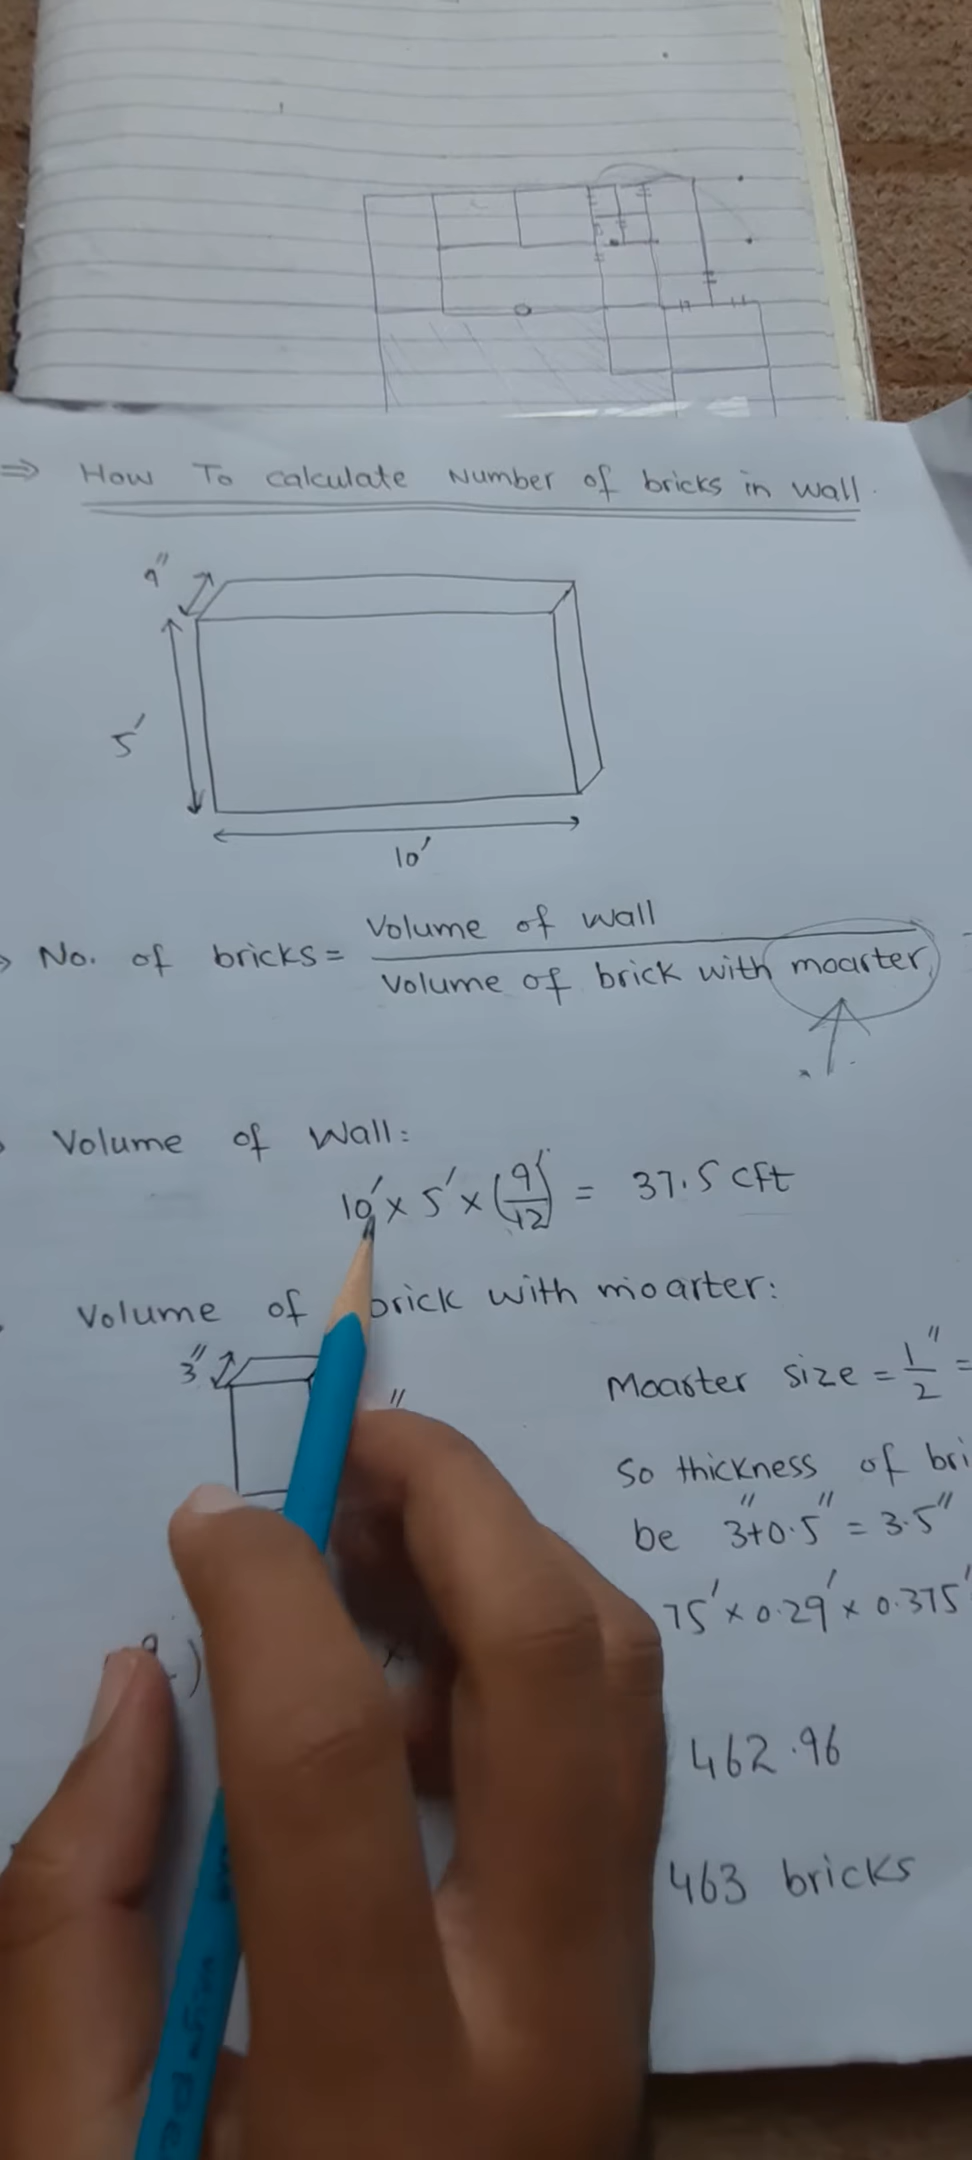 ⇒ How To calculate Number of bricks in wall.
9"
5'
10'
No. of bricks = Volume of wall
Volume of brick with moarter
Volume of Wall:
10' x 5' x (9/12)' = 37.5 cft
Volume of brick with moarter:
3"
Moarter size = 1/2" =
So thickness of
be 3"+0.5" = 3.5"
75' x 0.29' x 0.375'
462.96
463 bricks